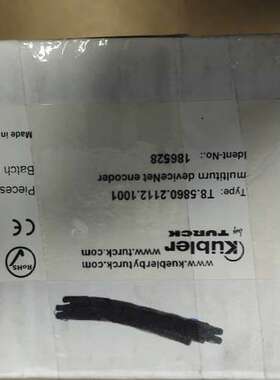 Kübler
by TURCK
www.turck.com
www.kueblerbyturck.com
Type: T8.5860.2112.1001
multiturn deviceNet encoder
Ident-No.: 186528
Pieces
Batch
Made in
CE
RoHS